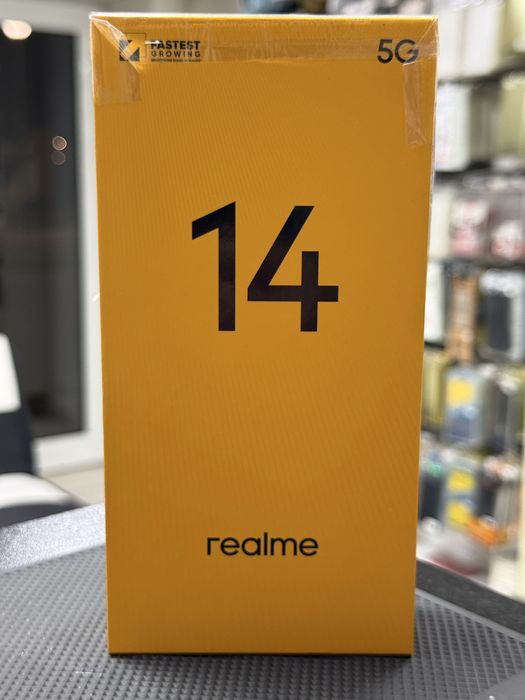 FASTEST
GROWING
5G
14
realme